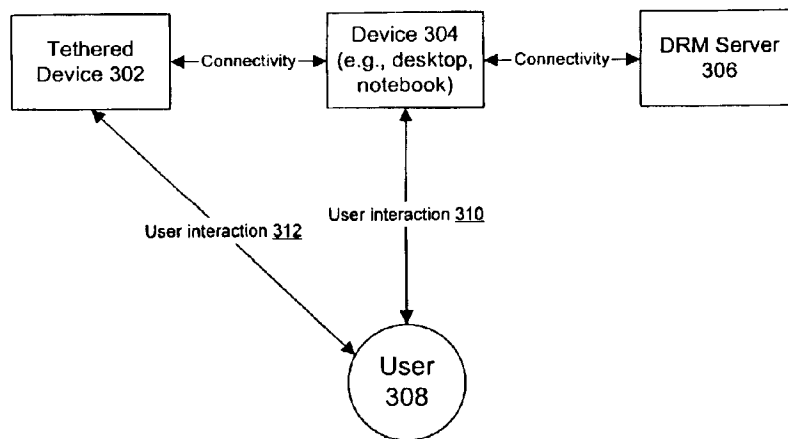 Tethered
Device 302
Connectivity
Device 304
(e.g., desktop,
notebook)
Connectivity
DRM Server
306
User interaction 312
User interaction 310
User
308